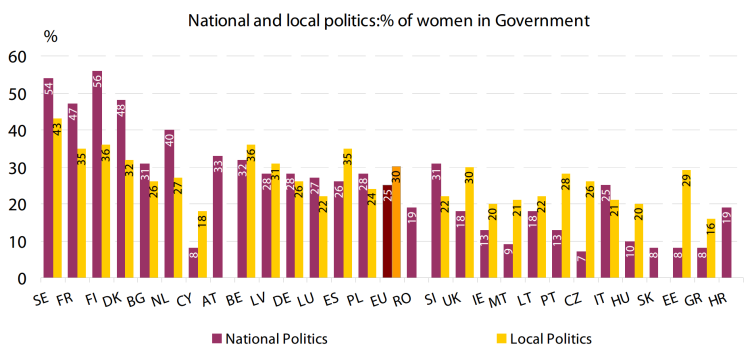 National and local politics:% of women in Government
%
60
50
40
30
20
10
0
54 43 47 35 56 36 48 32 31 26 40 27 8 18 33 32 36 28 31 28 26 27 22 26 35 28 24 25 30 19 31 22 18 30 13 20 9 21 18 22 13 28 7 26 25 21 10 20 8 8 29 8 16 19
SE FR FI DK BG NL CY AT BE LV DE LU ES PL EU RO SI UK IE MT LT PT CZ IT HU SK EE GR HR
National Politics Local Politics